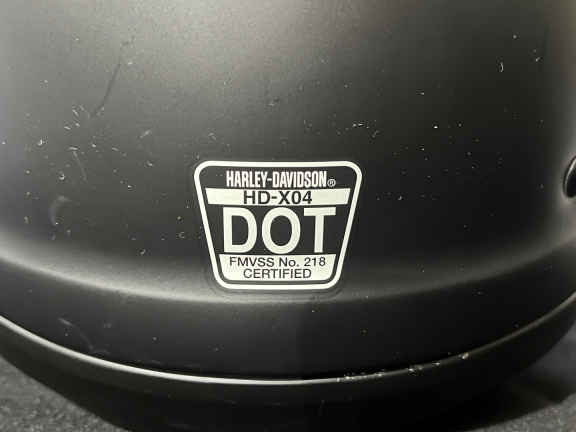 HARLEY-DAVIDSON®
HD-X04
DOT
FMVSS No. 218
CERTIFIED